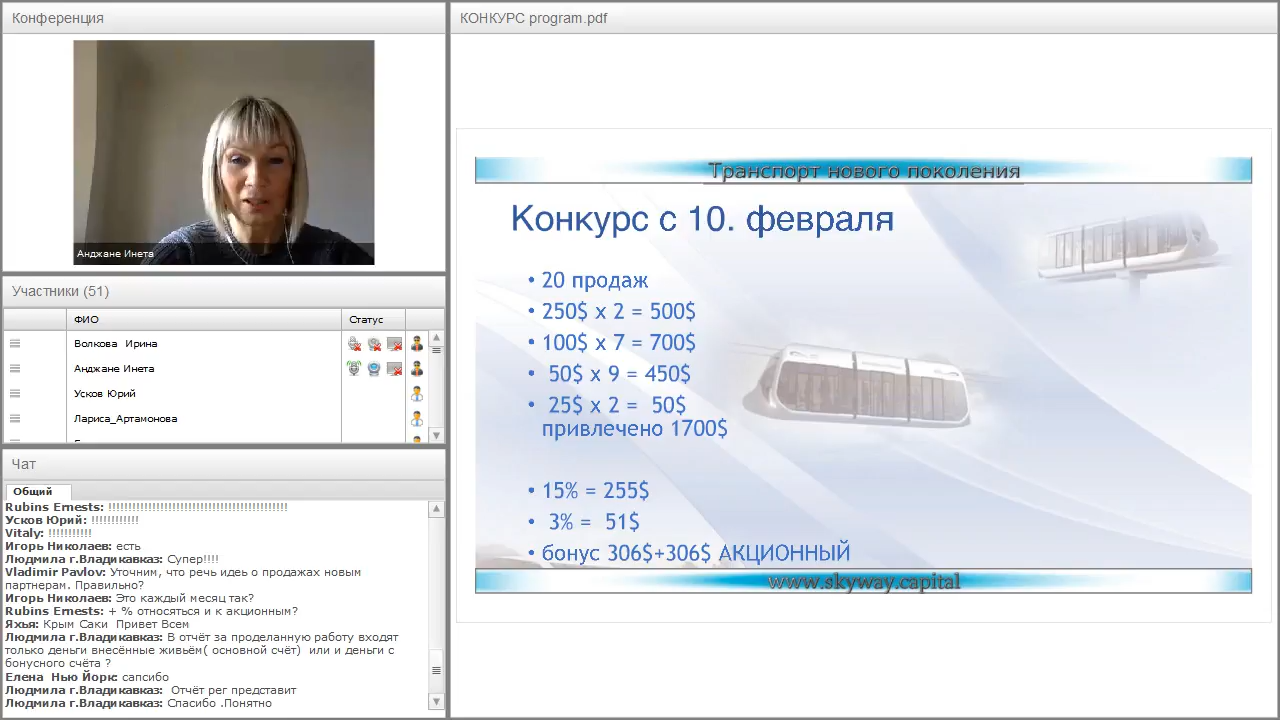 Конференция
Анджане Инета
Участники (51)
ФИО
Статус
Волкова Ирина
Анджане Инета
Усков Юрий
Лариса_Артамонова
Чат
Общий
Rubins Ernests: !!!!!!!!!!!!!!!!!!!!!!!!!!!!!!!!!!!!!!!!!!!!
Усков Юрий: !!!!!!!!!!!!
Vitaly: !!!!!!!!!!!
Игорь Николаев: есть
Людмила г.Владикавказ: Супер!!!!
Vladimir Pavlov: Уточним, что речь идеь о продажах новым
партнерам. Правильно?
Игорь Николаев: Это каждый месяц так?
Rubins Ernests: + % относяться и к акционным?
Яхья: Крым Саки Привет Всем
Людмила г.Владикавказ: В отчёт за проделанную работу входят
только деньги внесённые живьём( основной счёт) или и деньги с
бонусного счёта ?
Елена Нью Йорк: сапсибо
Людмила г.Владикавказ: Отчёт рег представит
Людмила г.Владикавказ: Спасибо .Понятно
КОНКУРС program.pdf
Транспорт нового поколения
Конкурс с 10. февраля
• 20 продаж
• 250$ x 2 = 500$
• 100$ x 7 = 700$
• 50$ x 9 = 450$
• 25$ x 2 = 50$
привлечено 1700$
• 15% = 255$
• 3% = 51$
• бонус 306$+306$ АКЦИОННЫЙ
www.skyway.capital